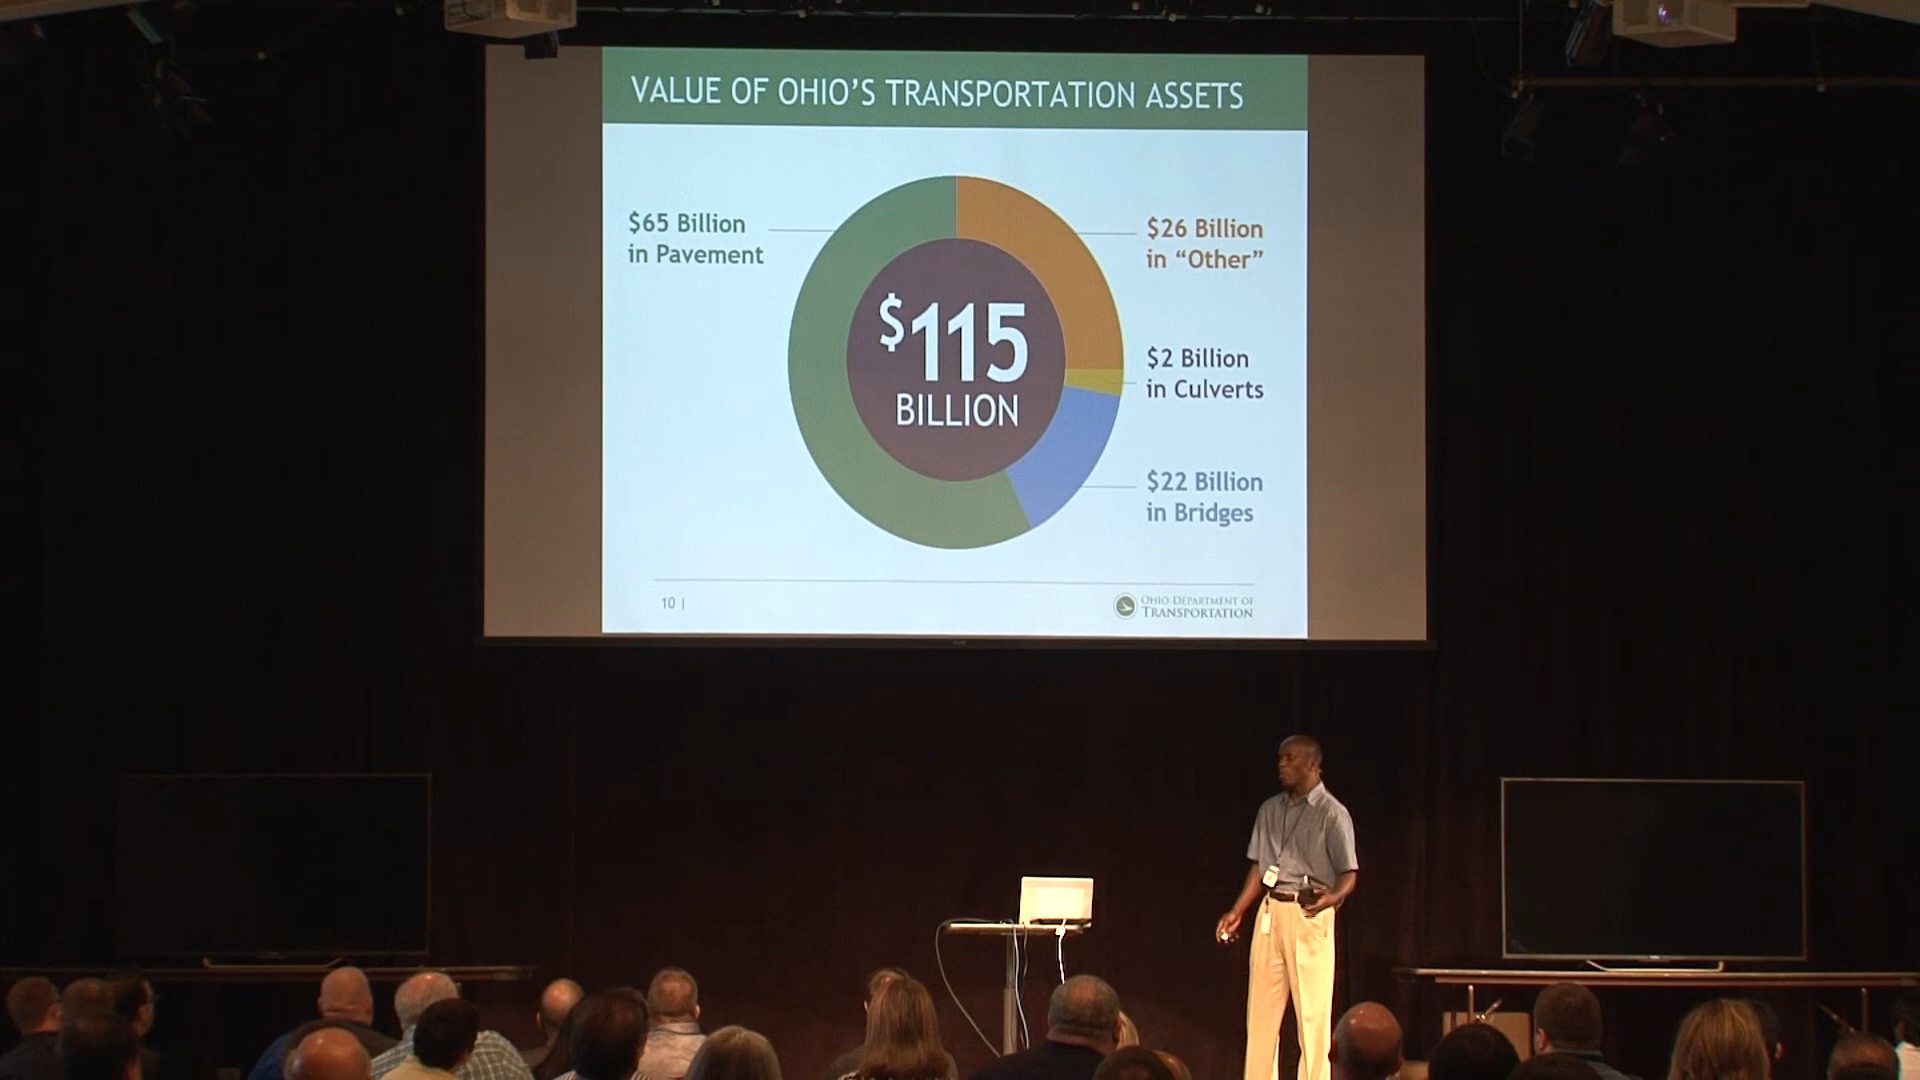 VALUE OF OHIO’S TRANSPORTATION ASSETS
$65 Billion
in Pavement
$26 Billion
in “Other”
$115
BILLION
$2 Billion
in Culverts
$22 Billion
in Bridges
10 |
OHIO DEPARTMENT OF
TRANSPORTATION